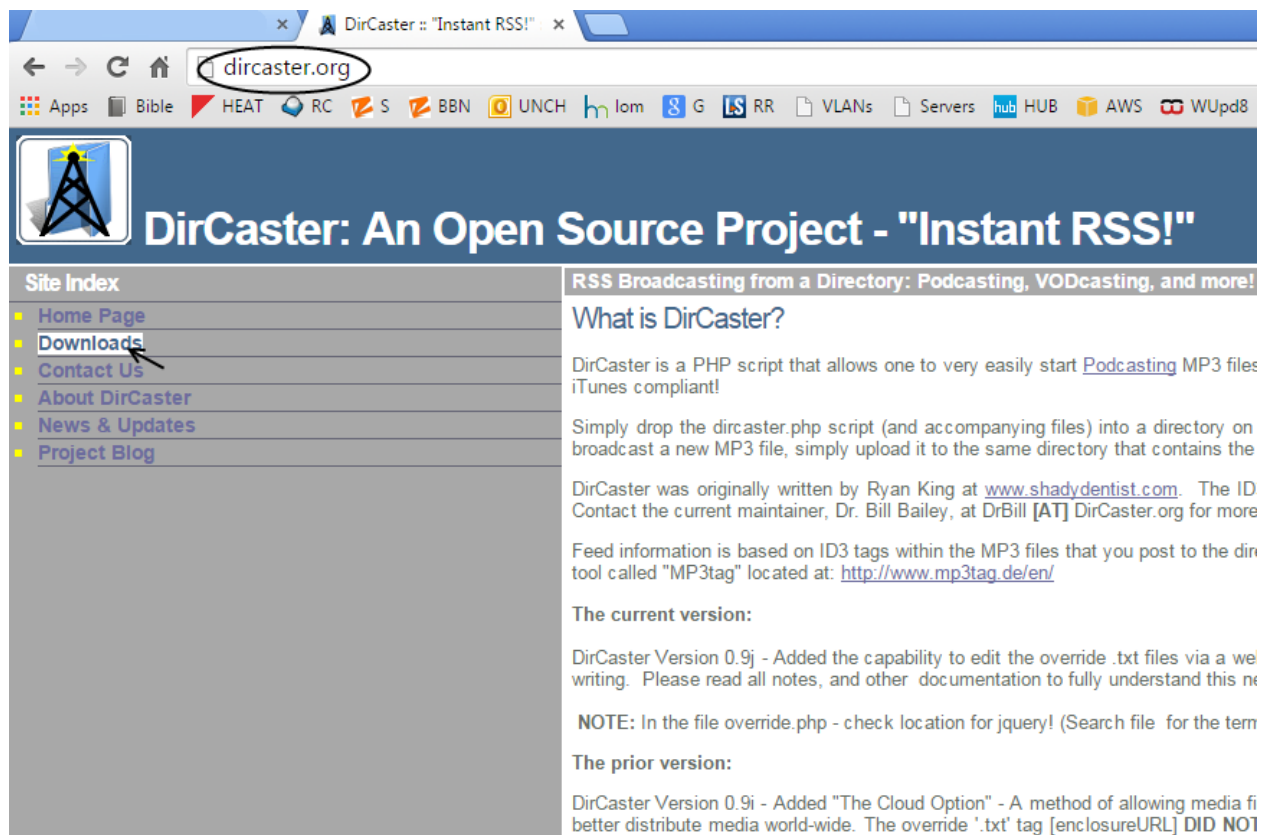 DirCaster :: "Instant RSS!"
dircaster.org
Apps Bible HEAT RC S BBN UNCH lom G RR VLANs Servers HUB AWS WUpd8
DirCaster: An Open Source Project - "Instant RSS!"
Site Index
Home Page
Downloads
Contact Us
About DirCaster
News & Updates
Project Blog
RSS Broadcasting from a Directory: Podcasting, VODcasting, and more!
What is DirCaster?
DirCaster is a PHP script that allows one to very easily start Podcasting MP3 files
iTunes compliant!
Simply drop the dircaster.php script (and accompanying files) into a directory on
broadcast a new MP3 file, simply upload it to the same directory that contains the
DirCaster was originally written by Ryan King at www.shadydentist.com. The ID
Contact the current maintainer, Dr. Bill Bailey, at DrBill [AT] DirCaster.org for more
Feed information is based on ID3 tags within the MP3 files that you post to the dire
tool called "MP3tag" located at: http://www.mp3tag.de/en/
The current version:
DirCaster Version 0.9j - Added the capability to edit the override .txt files via a we
writing. Please read all notes, and other documentation to fully understand this ne
NOTE: In the file override.php - check location for jquery! (Search file for the term
The prior version:
DirCaster Version 0.9i - Added "The Cloud Option" - A method of allowing media fi
better distribute media world-wide. The override '.txt' tag [enclosureURL] DID NOT